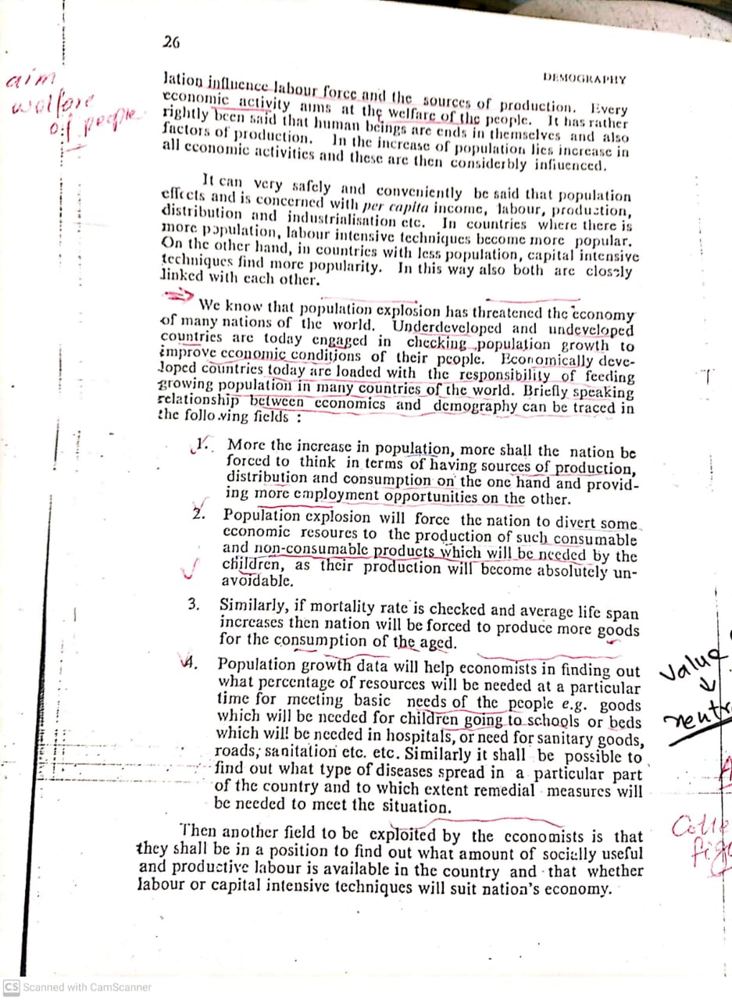 26
DEMOGRAPHY
aim
welfare
of people
lation influence labour force and the sources of production. Every
economic activity aims at the welfare of the people. It has rather
rightly been said that human beings are ends in themselves and also
factors of production. In the increase of population lies increase in
all economic activities and these are then considerbly influenced.
It can very safely and conveniently be said that population
effects and is concerned with per capita income, labour, production,
distribution and industrialisation etc. In countries where there is
more population, labour intensive techniques become more popular.
On the other hand, in countries with less population, capital intensive
techniques find more popularity. In this way also both are closely
linked with each other.
We know that population explosion has threatened the economy
of many nations of the world. Underdeveloped and undeveloped
countries are today engaged in checking population growth to
improve economic conditions of their people. Economically deve-
loped countries today are loaded with the responsibility of feeding
growing population in many countries of the world. Briefly speaking
relationship between economics and demography can be traced in
the following fields :
1. More the increase in population, more shall the nation be
forced to think in terms of having sources of production,
distribution and consumption on the one hand and provid-
ing more employment opportunities on the other.
2. Population explosion will force the nation to divert some
economic resoures to the production of such consumable
and non-consumable products which will be needed by the
children, as their production will become absolutely un-
avoidable.
3. Similarly, if mortality rate is checked and average life span
increases then nation will be forced to produce more goods
for the consumption of the aged.
4. Population growth data will help economists in finding out
what percentage of resources will be needed at a particular
time for meeting basic needs of the people e.g. goods
which will be needed for children going to schools or beds
which will be needed in hospitals, or need for sanitary goods,
roads, sanitation etc. etc. Similarly it shall be possible to
find out what type of diseases spread in a particular part
of the country and to which extent remedial measures will
be needed to meet the situation.
Value
Then another field to be exploited by the economists is that
they shall be in a position to find out what amount of socially useful
and productive labour is available in the country and that whether
labour or capital intensive techniques will suit nation's economy.
CS Scanned with CamScanner